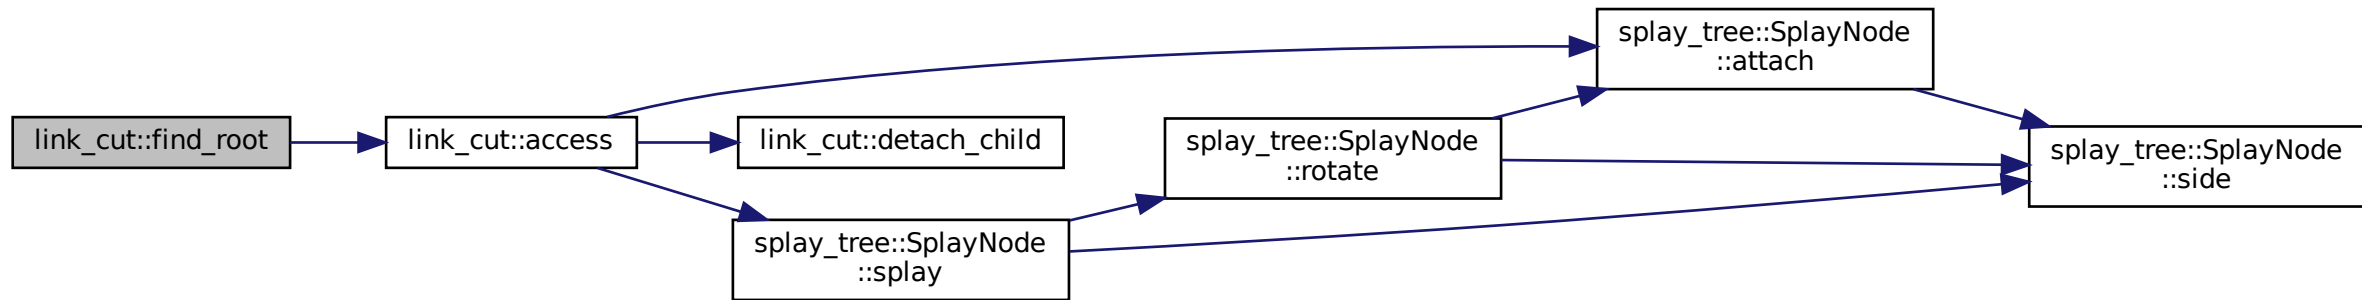 link_cut::find_root
link_cut::access
splay_tree::SplayNode
::attach
link_cut::detach_child
splay_tree::SplayNode
::rotate
splay_tree::SplayNode
::side
splay_tree::SplayNode
::splay